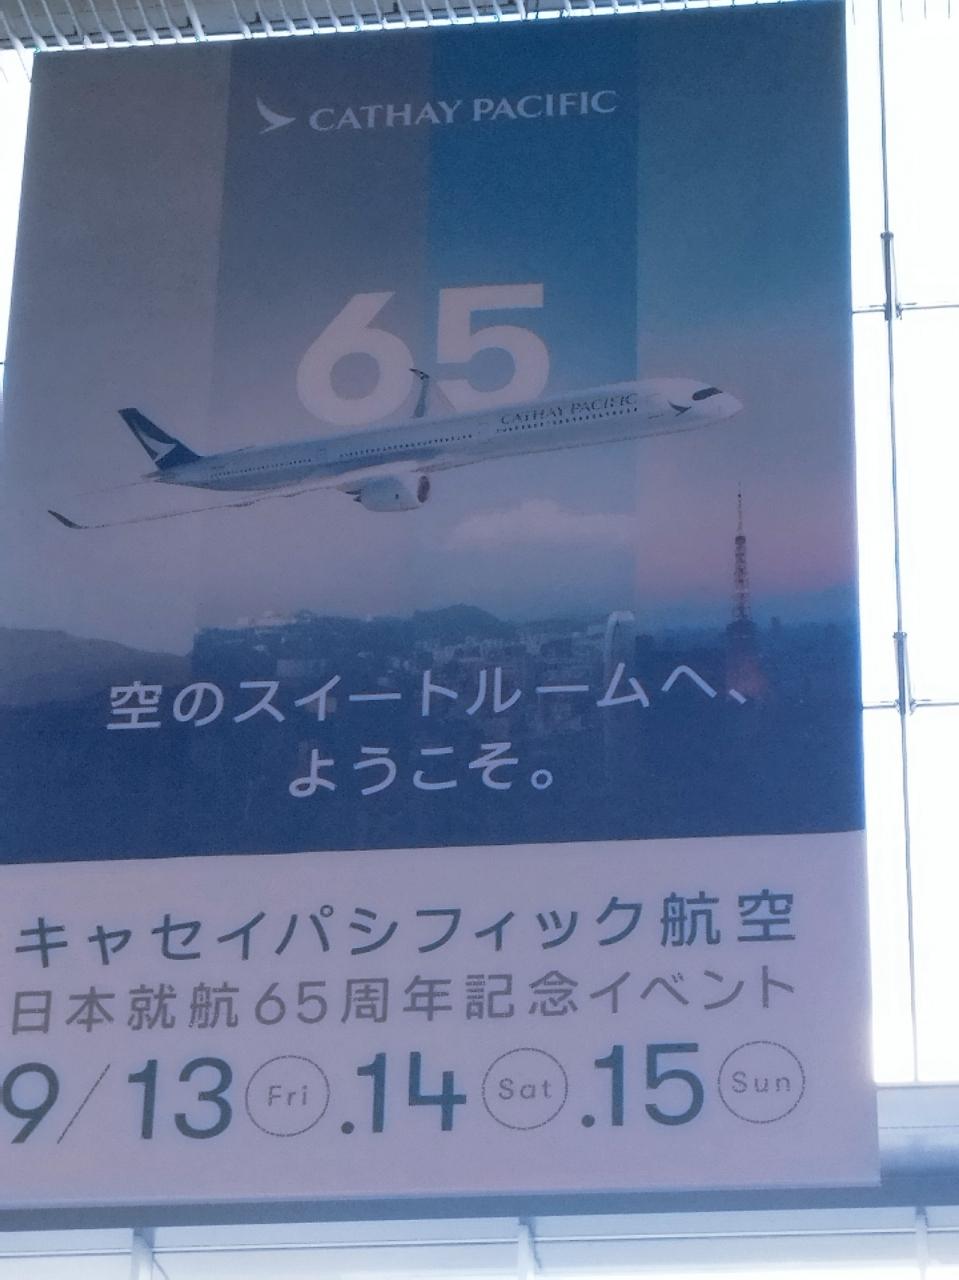 CATHAY PACIFIC
65
CATHAY PACIFIC
空のスイートルームへ、
ようこそ。
キャセイパシフィック航空
日本就航65周年記念イベント
9/13 Fri .14 Sat .15 Sun